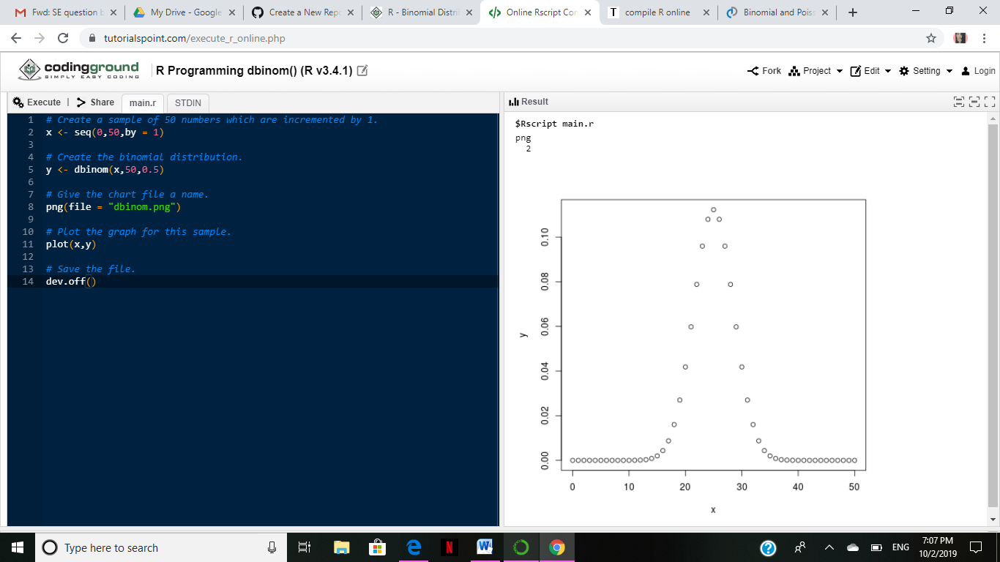 Fwd: SE question b
My Drive - Google
Create a New Repo
R - Binomial Distri
Online Rscript Con
compile R online
Binomial and Poiss
tutorialspoint.com/execute_r_online.php
codingground
SIMPLY EASY CODING
R Programming dbinom() (R v3.4.1)
Fork Project Edit Setting Login
Execute | Share main.r STDIN
1 # Create a sample of 50 numbers which are incremented by 1.
2 x <- seq(0,50,by = 1)
3
4 # Create the binomial distribution.
5 y <- dbinom(x,50,0.5)
6
7 # Give the chart file a name.
8 png(file = "dbinom.png")
9
10 # Plot the graph for this sample.
11 plot(x,y)
12
13 # Save the file.
14 dev.off()
Result
$Rscript main.r
png
2
0.10
0.08
0.06
0.04
0.02
0.00
y
0 10 20 30 40 50
x
Type here to search
ENG
7:07 PM
10/2/2019